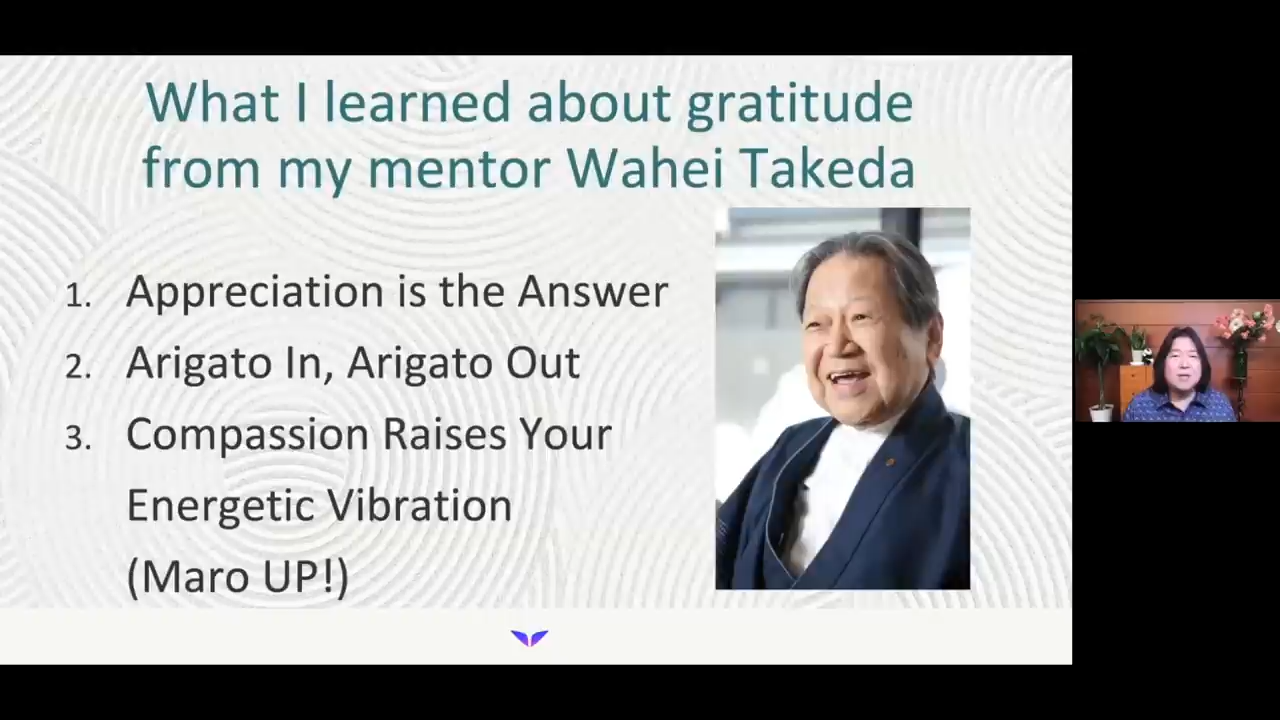 What I learned about gratitude
from my mentor Wahei Takeda
1. Appreciation is the Answer
2. Arigato In, Arigato Out
3. Compassion Raises Your
Energetic Vibration
(Maro UP!)